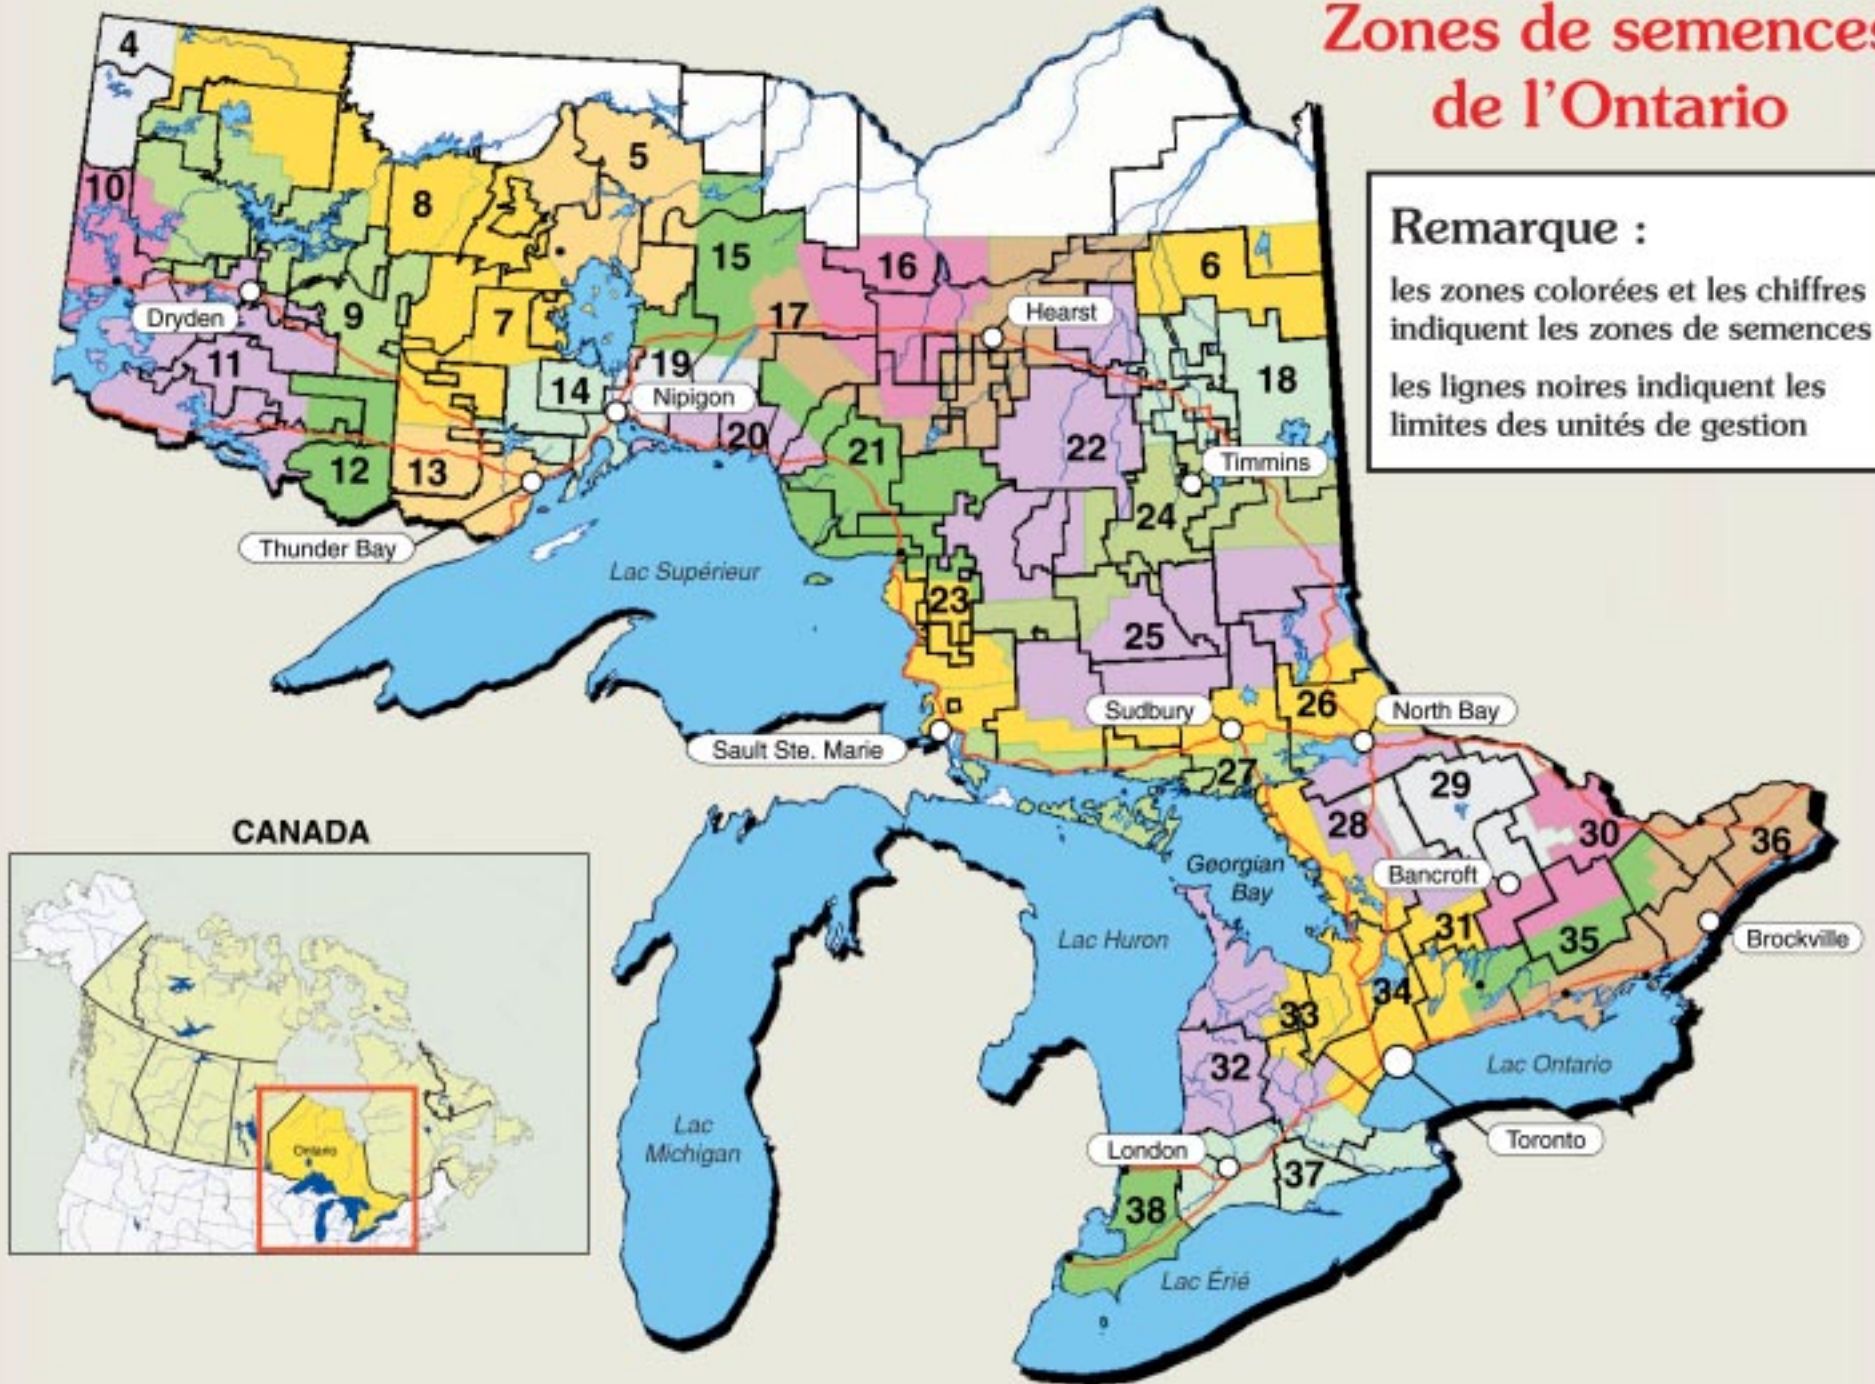 Zones de semences
de l'Ontario
Remarque :
les zones colorées et les chiffres
indiquent les zones de semences
les lignes noires indiquent les
limites des unités de gestion
4
5
10
8
15
16
6
17
Hearst
Dryden
9
7
11
14
19
Nipigon
18
20
21
22
Timmins
12
13
24
Thunder Bay
Lac Supérieur
23
25
26
Sudbury
North Bay
Sault Ste. Marie
27
29
28
30
36
CANADA
Georgian
Bay
Bancroft
31
35
Brockville
Lac Huron
34
33
32
Lac Ontario
Lac
Michigan
Toronto
London
37
38
Lac Érié
Ontario